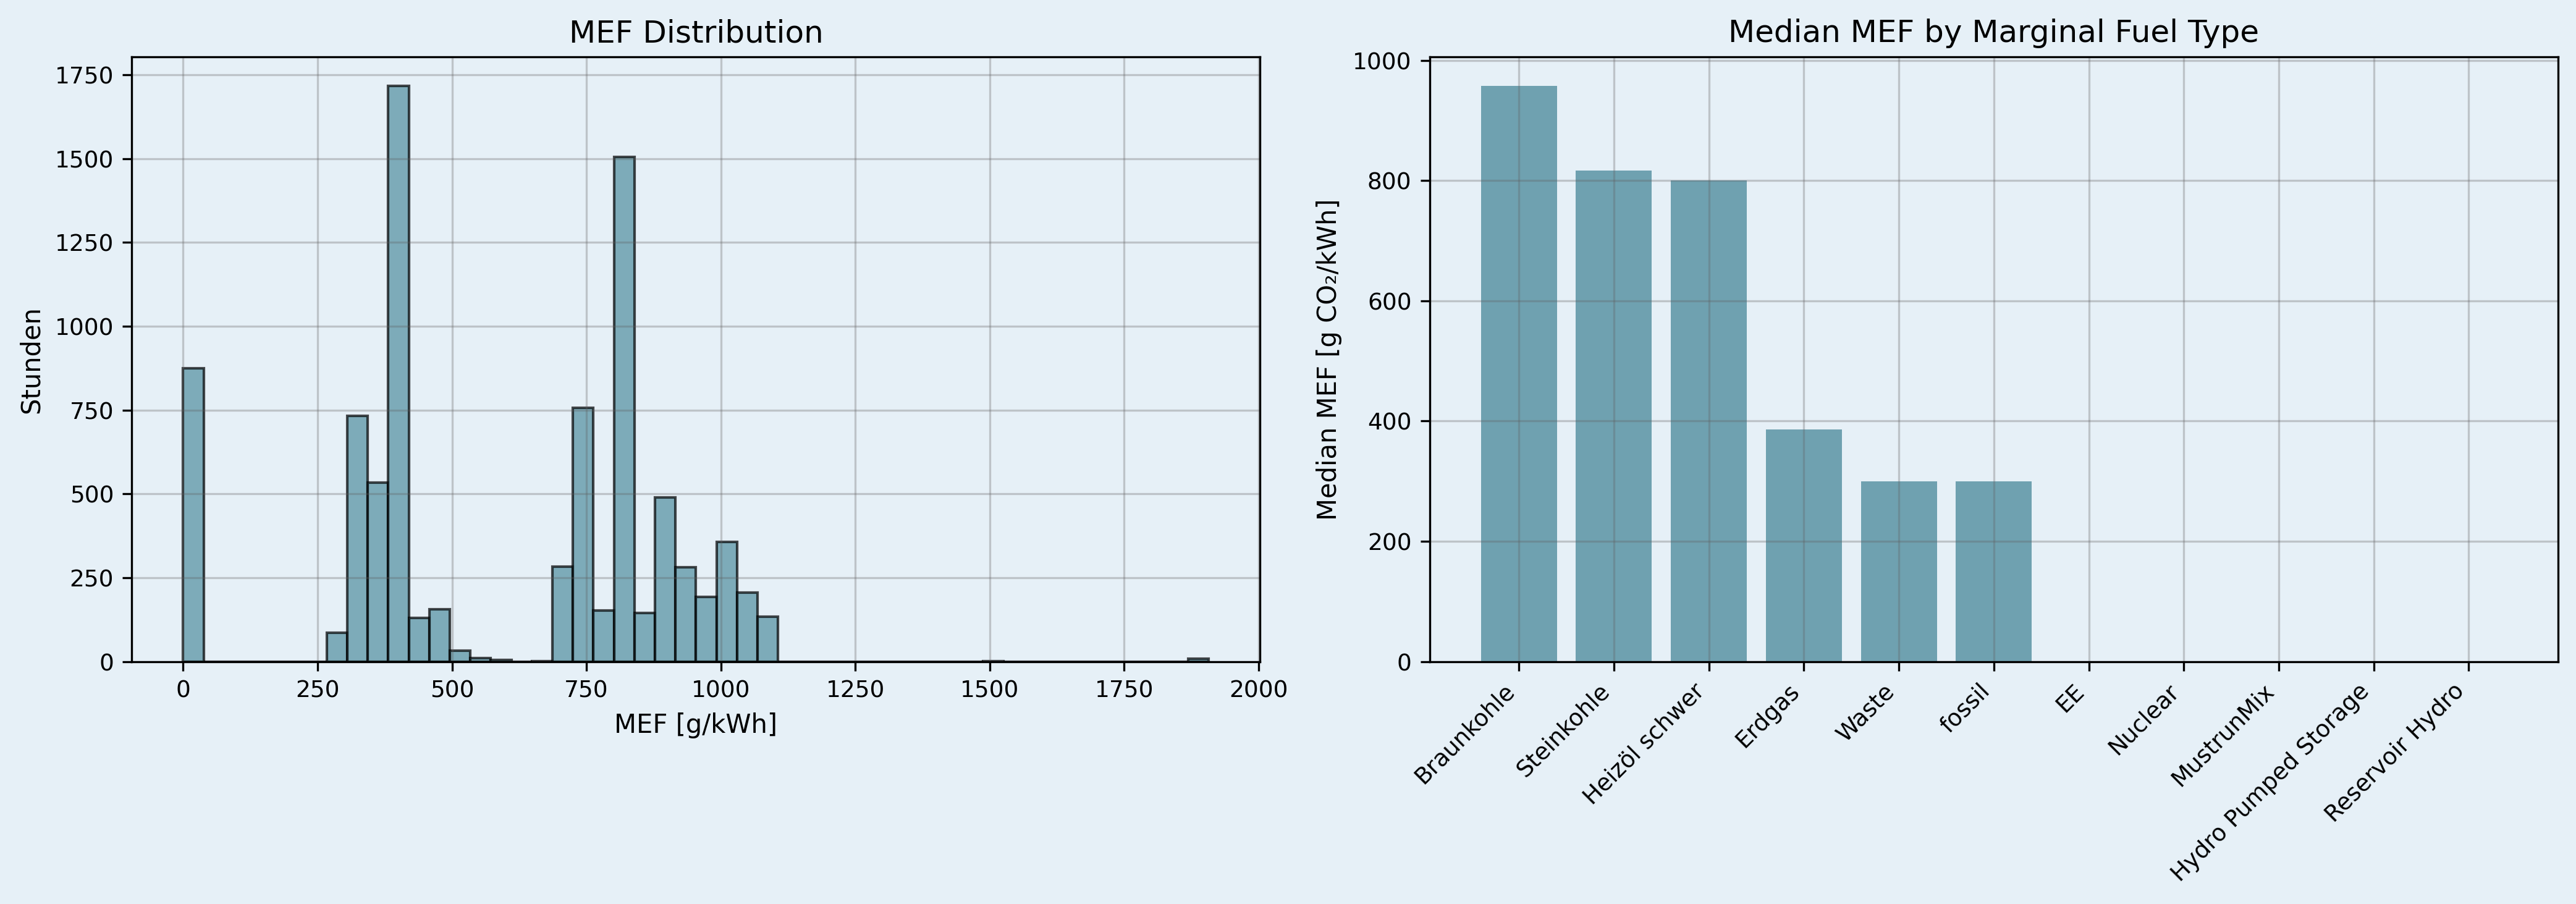 MEF Distribution
1750
1500
1250
1000
750
500
250
0
Stunden
0 250 500 750 1000 1250 1500 1750 2000
MEF [g/kWh]
Median MEF by Marginal Fuel Type
1000
800
600
400
200
0
Median MEF [g CO₂/kWh]
Braunkohle
Steinkohle
Heizöl schwer
Erdgas
Waste
fossil
EE
Nuclear
MustrunMix
Hydro Pumped Storage
Reservoir Hydro